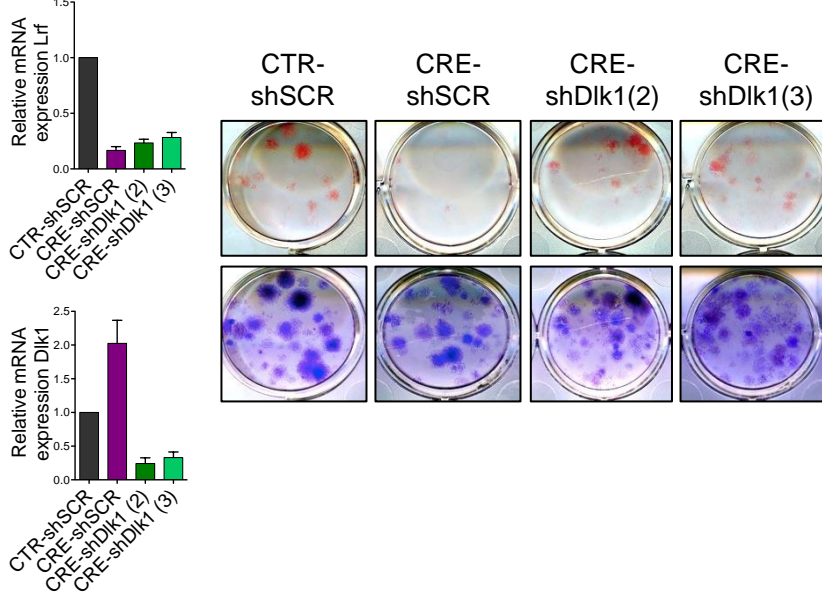 Relative mRNA
expression Lrf
1.5
1.0
0.5
0.0
CTR-shSCR
CRE-shSCR
CRE-shDlk1 (2)
CRE-shDlk1 (3)
CTR-
shSCR
CRE-
shSCR
CRE-
shDlk1(2)
CRE-
shDlk1(3)
Relative mRNA
expression Dlk1
2.5
2.0
1.5
1.0
0.5
0.0
CTR-shSCR
CRE-shSCR
CRE-shDlk1 (2)
CRE-shDlk1 (3)